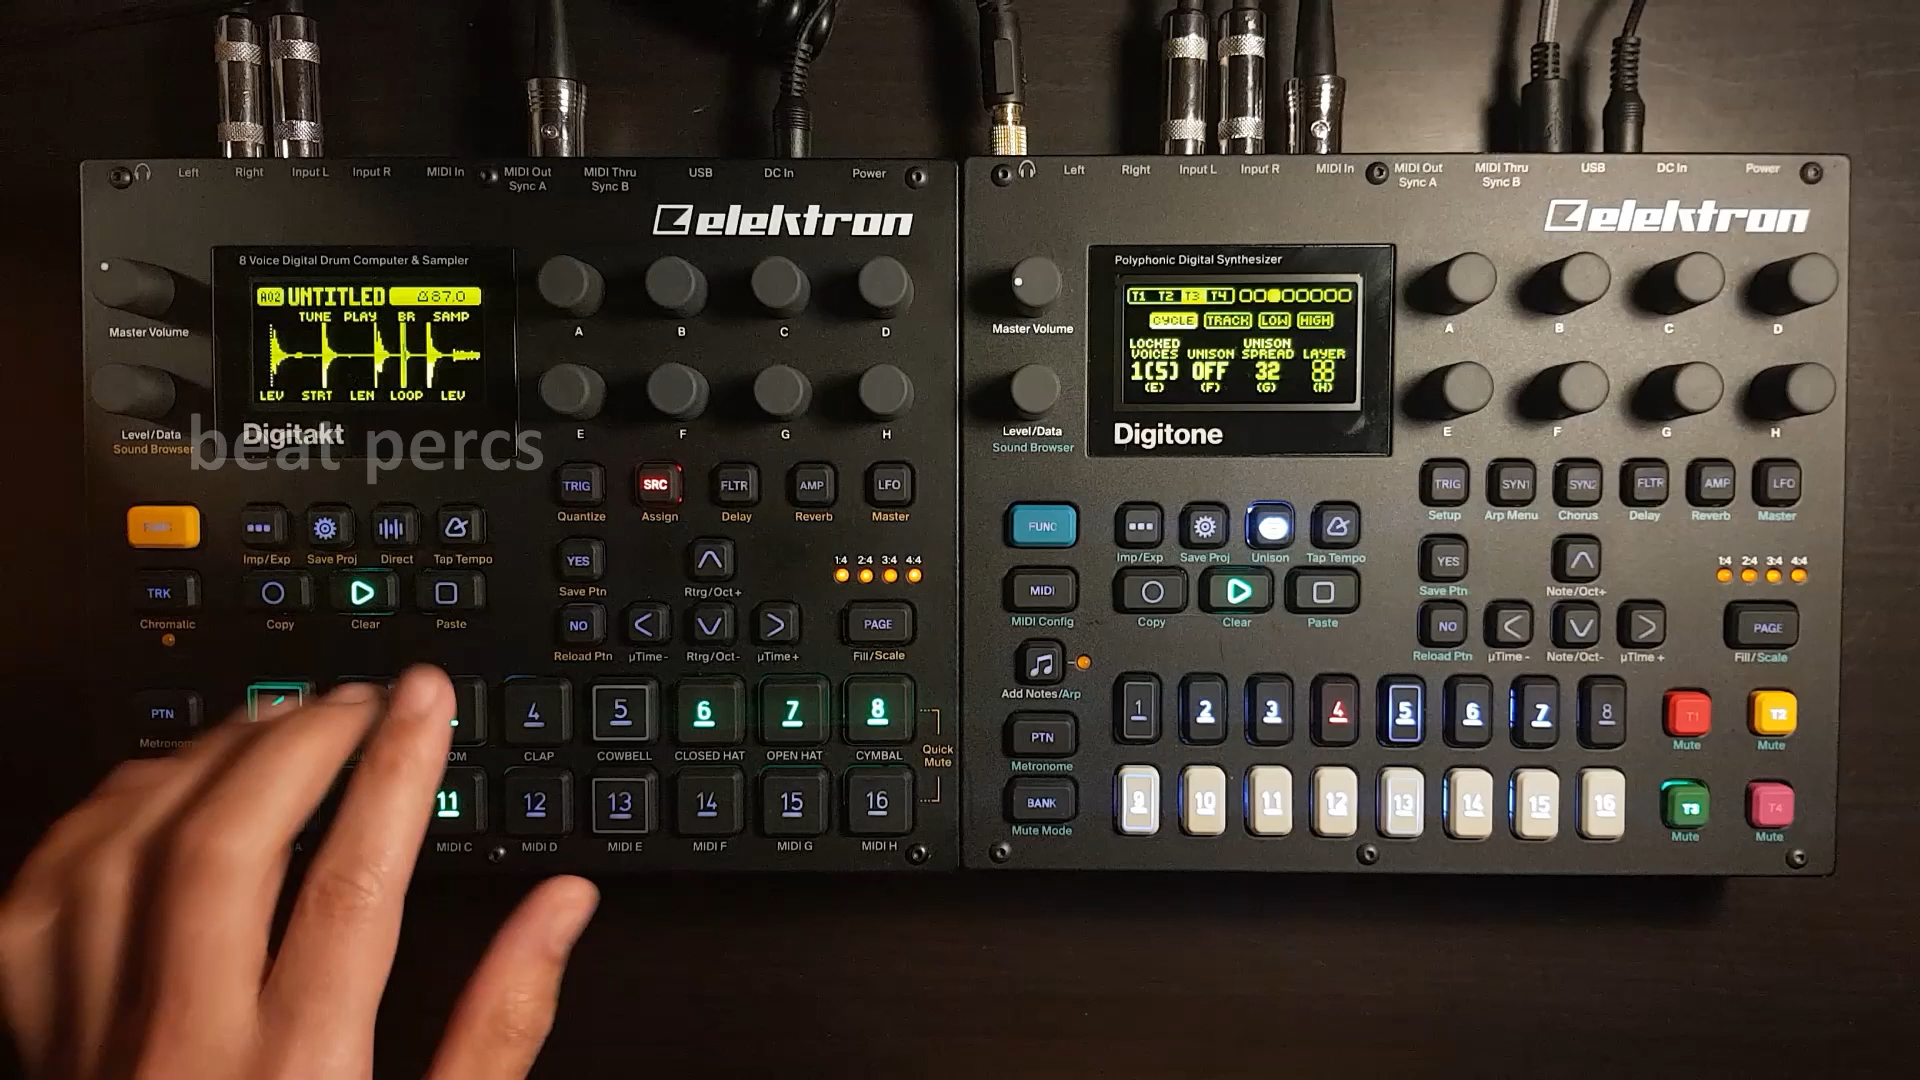 Left Right Input L Input R MIDI In MIDI Out MIDI Thru USB DC In Power
Sync A Sync B
elektron
8 Voice Digital Drum Computer & Sampler
A02 UNTITLED 87.0
TUNE PLAY BR SAMP
LEV STRT LEN LOOP LEV
Digitakt
Master Volume
Level/Data
Sound Browser
beat percs
A B C D
E F G H
TRIG SRC FLTR AMP LFO
Quantize Assign Delay Reverb Master
FUNC
Imp/Exp Save Proj Direct Tap Tempo
YES
Save Ptn Rtrg/Oct+
1:4 2:4 3:4 4:4
TRK
Chromatic
Copy Clear Paste
NO PAGE
Reload Ptn µTime- Rtrg/Oct- µTime+ Fill/Scale
PTN
4 5 6 7 8
CLAP COWBELL CLOSED HAT OPEN HAT CYMBAL
Quick
Mute
11 12 13 14 15 16
MIDI C MIDI D MIDI E MIDI F MIDI G MIDI H
Left Right Input L Input R MIDI In MIDI Out MIDI Thru USB DC In Power
Sync A Sync B
elektron
Polyphonic Digital Synthesizer
T1 T2 T3 T4
CYCLE TRACK LOW HIGH
LOCKED UNISON
VOICES UNISON SPREAD LAYER
1(5) OFF 32
(E) (F) (G) (H)
Digitone
Master Volume
Level/Data
Sound Browser
A B C D
E F G H
TRIG SYN1 SYN2 FLTR AMP LFO
Setup Arp Menu Chorus Delay Reverb Master
FUNC
Imp/Exp Save Proj Unison Tap Tempo
YES
Save Ptn Note/Oct+
1:4 2:4 3:4 4:4
MIDI
MIDI Config
Copy Clear Paste
NO PAGE
Reload Ptn µTime- Note/Oct- µTime+ Fill/Scale
Add Notes/Arp
PTN
Metronome
1 2 3 4 5 6 7 8
T1 T2
Mute Mute
BANK
Mute Mode
9 10 11 12 13 14 15 16
T3 T4
Mute Mute